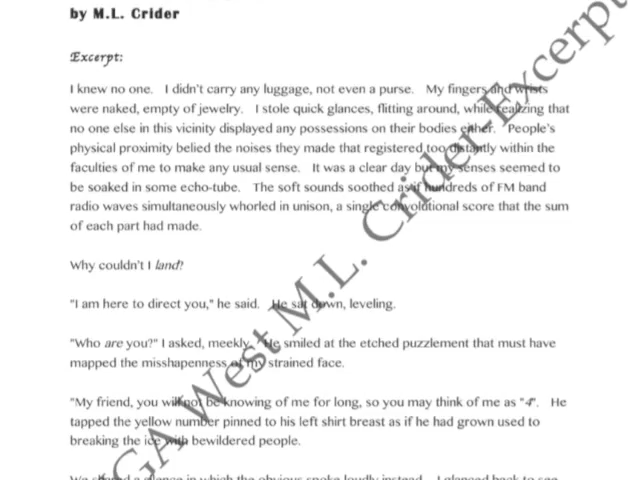 by M.L. Crider
Excerpt:
I knew no one. I didn't carry any luggage, not even a purse. My fingers and wrists
were naked, empty of jewelry. I stole quick glances, flitting around, while realizing that
no one else in this vicinity displayed any possessions on their bodies either. People's
physical proximity belied the noises they made that registered too distantly within the
faculties of me to make any usual sense. It was a clear day but my senses seemed to
be soaked in some echo-tube. The soft sounds soothed as if hundreds of FM band
radio waves simultaneously whorled in unison, a single convolutional score that the sum
of each part had made.
Why couldn't I land?
"I am here to direct you," he said. He sat down, leveling.
"Who are you?" I asked, meekly. He smiled at the etched puzzlement that must have
mapped the misshapenness of my strained face.
"My friend, you will not be knowing of me for long, so you may think of me as "4". He
tapped the yellow number pinned to his left shirt breast as if he had grown used to
breaking the ice with bewildered people.
We shared a silence in which the obvious spoke loudly instead. I glanced back to see
GA West M.L. Crider-Excerpt